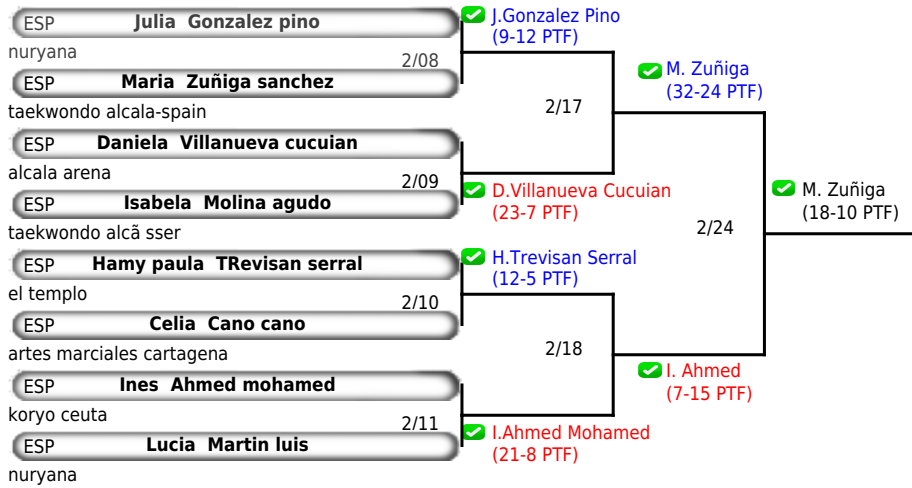 ESP Julia Gonzalez pino
nuryana
2/08
ESP Maria Zuñiga sanchez
taekwondo alcala-spain
ESP Daniela Villanueva cucuian
alcala arena
2/09
ESP Isabela Molina agudo
taekwondo alcã sser
ESP Hamy paula TRevisan serral
el templo
2/10
ESP Celia Cano cano
artes marciales cartagena
ESP Ines Ahmed mohamed
koryo ceuta
2/11
ESP Lucia Martin luis
nuryana
J.Gonzalez Pino
(9-12 PTF)
2/17
D.Villanueva Cucuian
(23-7 PTF)
H.Trevisan Serral
(12-5 PTF)
2/18
I.Ahmed Mohamed
(21-8 PTF)
M. Zuñiga
(32-24 PTF)
2/24
I. Ahmed
(7-15 PTF)
M. Zuñiga
(18-10 PTF)